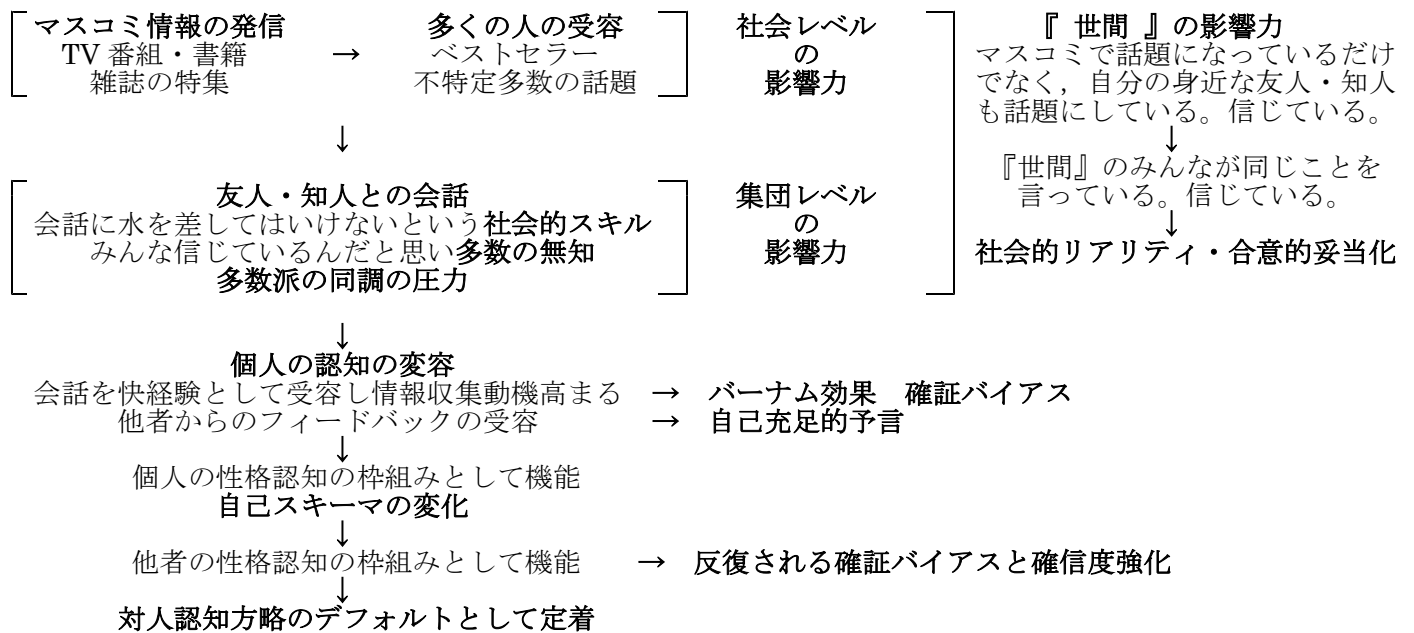 マスコミ情報の発信
TV 番組・書籍
雑誌の特集
→
多くの人の受容
ベストセラー
不特定多数の話題
社会レベル
の
影響力
↓
友人・知人との会話
会話に水を差してはいけないという社会的スキル
みんな信じているんだと思い多数の無知
多数派の同調の圧力
集団レベル
の
影響力
『 世間 』の影響力
マスコミで話題になっているだけ
でなく，自分の身近な友人・知人
も話題にしている。信じている。
↓
『世間』のみんなが同じことを
言っている。信じている。
↓
社会的リアリティ・合意的妥当化
↓
個人の認知の変容
会話を快経験として受容し情報収集動機高まる → バーナム効果 確証バイアス
他者からのフィードバックの受容 → 自己充足的予言
↓
個人の性格認知の枠組みとして機能
自己スキーマの変化
↓
他者の性格認知の枠組みとして機能 → 反復される確証バイアスと確信度強化
↓
対人認知方略のデフォルトとして定着